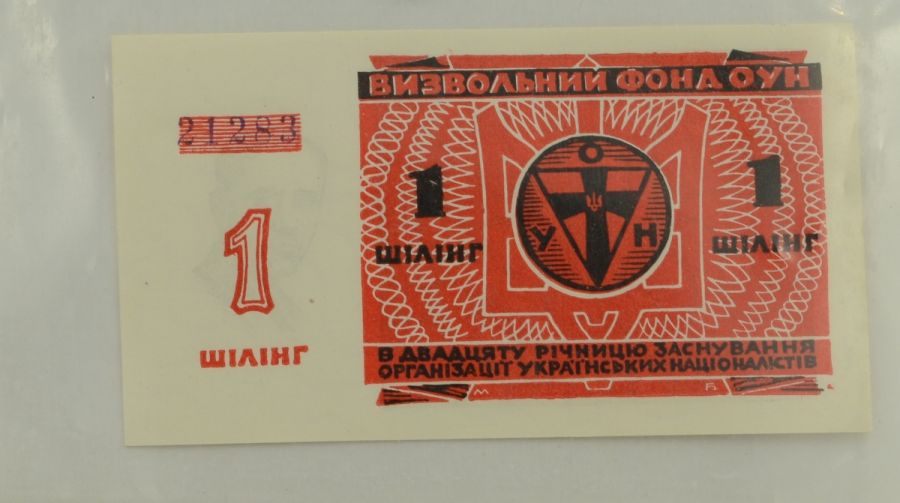 ВИЗВОЛЬНИЙ ФОНД ОУН
21283
1
ШІЛІНГ
1
ШІЛІНГ
О
У Н
1
ШІЛІНГ
В ДВАДЦЯТУ РІЧНИЦЮ ЗАСНУВАННЯ
ОРГАНІЗАЦІЇ УКРАЇНСЬКИХ НАЦІОНАЛІСТІВ
М Б